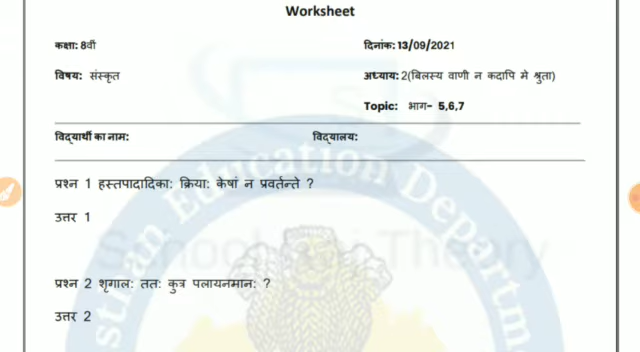 Worksheet
कक्षा: 8वीं दिनांक: 13/09/2021
विषय: संस्कृत अध्याय: 2(बिलस्य वाणी न कदापि मे श्रुता)
Topic: भाग- 5,6,7
विद्यार्थी का नाम: विद्यालय:
प्रश्न 1 हस्तपादादिका: क्रिया: केषां न प्रवर्तन्ते ?
उत्तर 1
प्रश्न 2 शृगाल: तत: कुत्र पलायनमान: ?
उत्तर 2